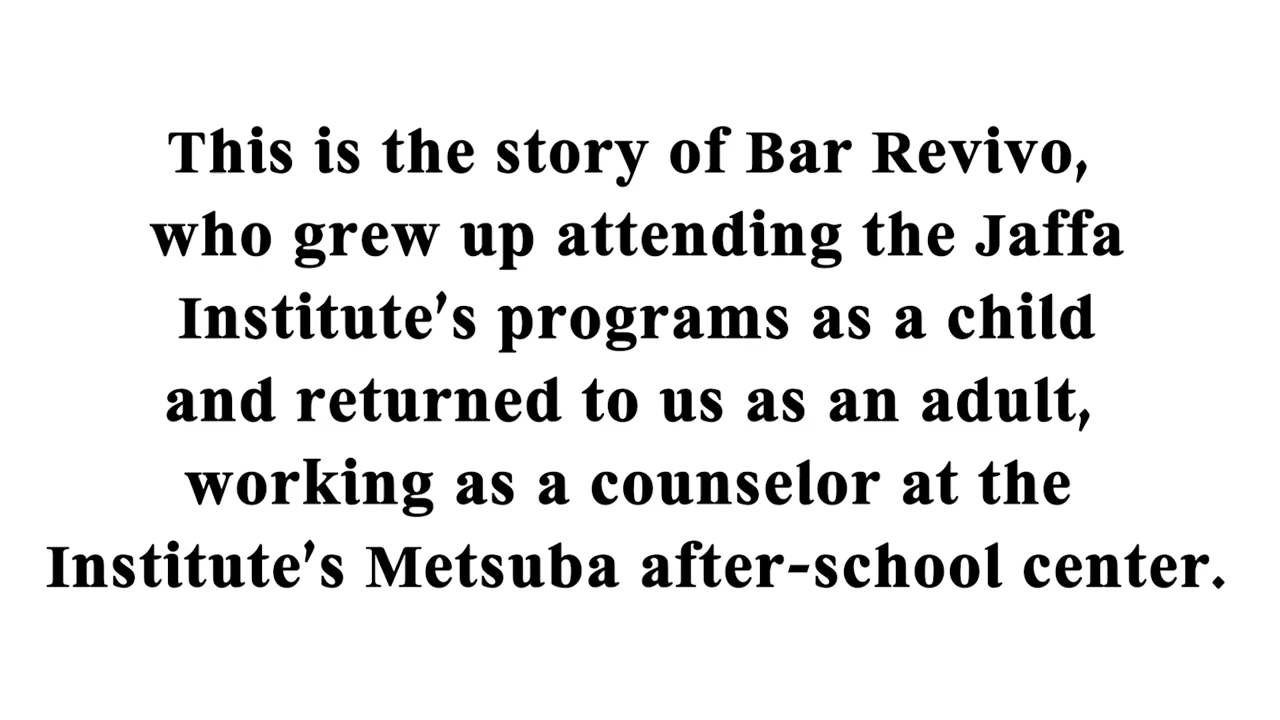 This is the story of Bar Revivo,
who grew up attending the Jaffa
Institute's programs as a child
and returned to us as an adult,
working as a counselor at the
Institute's Metsuba after-school center.